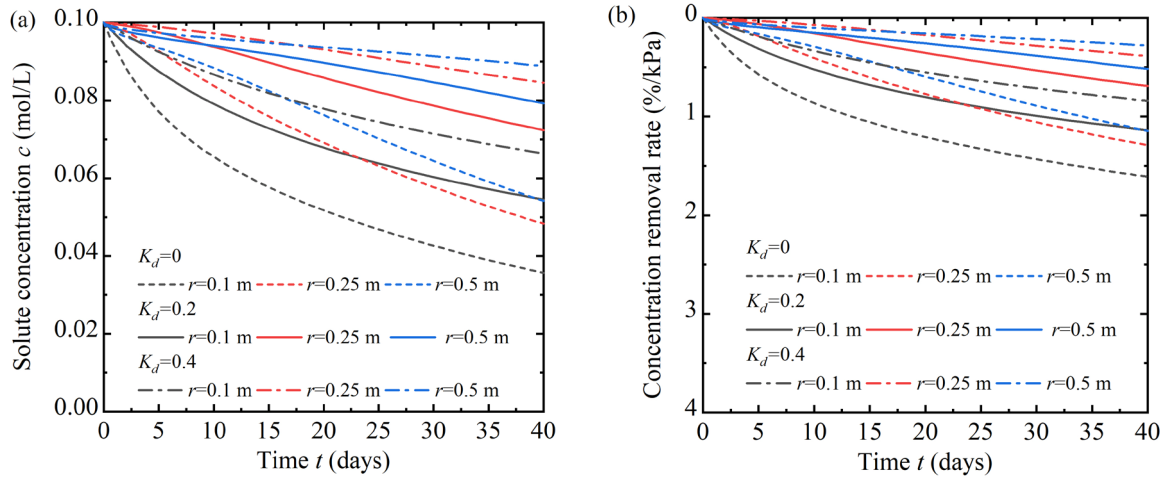 (a)
Solute concentration c (mol/L)
0.10
0.08
0.06
0.04
0.02
0.00
K_d=0
r=0.1 m r=0.25 m r=0.5 m
K_d=0.2
r=0.1 m r=0.25 m r=0.5 m
K_d=0.4
r=0.1 m r=0.25 m r=0.5 m
0 5 10 15 20 25 30 35 40
Time t (days)
(b)
Concentration removal rate (%/kPa)
0
1
2
3
4
K_d=0
r=0.1 m r=0.25 m r=0.5 m
K_d=0.2
r=0.1 m r=0.25 m r=0.5 m
K_d=0.4
r=0.1 m r=0.25 m r=0.5 m
0 5 10 15 20 25 30 35 40
Time t (days)